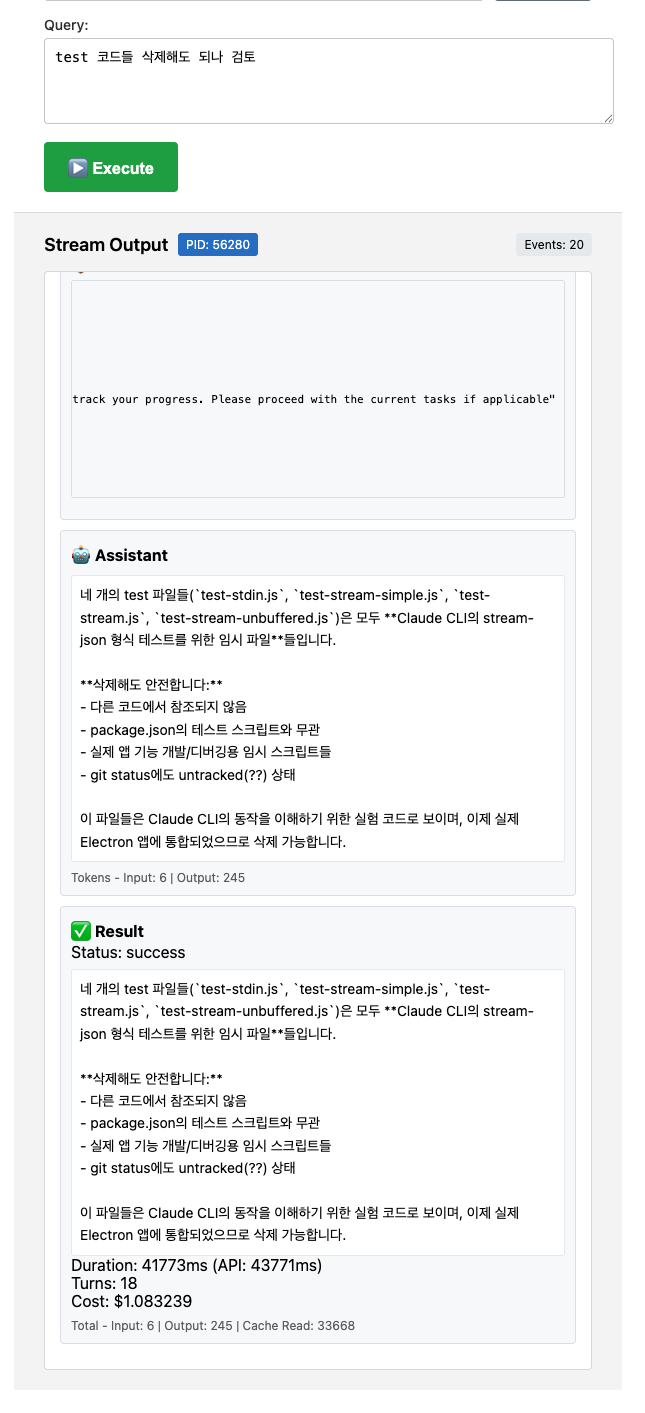 Query:
test 코드들 삭제해도 되나 검토
Execute
Stream Output PID: 56280 Events: 20
track your progress. Please proceed with the current tasks if applicable"
Assistant
네 개의 test 파일들(`test-stdin.js`, `test-stream-simple.js`, `test-
stream.js`, `test-stream-unbuffered.js`)은 모두 **Claude CLI의 stream-
json 형식 테스트를 위한 임시 파일**들입니다.
**삭제해도 안전합니다:**
- 다른 코드에서 참조되지 않음
- package.json의 테스트 스크립트와 무관
- 실제 앱 기능 개발/디버깅용 임시 스크립트들
- git status에도 untracked(??) 상태
이 파일들은 Claude CLI의 동작을 이해하기 위한 실험 코드로 보이며, 이제 실제
Electron 앱에 통합되었으므로 삭제 가능합니다.
Tokens - Input: 6 | Output: 245
Result
Status: success
네 개의 test 파일들(`test-stdin.js`, `test-stream-simple.js`, `test-
stream.js`, `test-stream-unbuffered.js`)은 모두 **Claude CLI의 stream-
json 형식 테스트를 위한 임시 파일**들입니다.
**삭제해도 안전합니다:**
- 다른 코드에서 참조되지 않음
- package.json의 테스트 스크립트와 무관
- 실제 앱 기능 개발/디버깅용 임시 스크립트들
- git status에도 untracked(??) 상태
이 파일들은 Claude CLI의 동작을 이해하기 위한 실험 코드로 보이며, 이제 실제
Electron 앱에 통합되었으므로 삭제 가능합니다.
Duration: 41773ms (API: 43771ms)
Turns: 18
Cost: $1.083239
Total - Input: 6 | Output: 245 | Cache Read: 33668